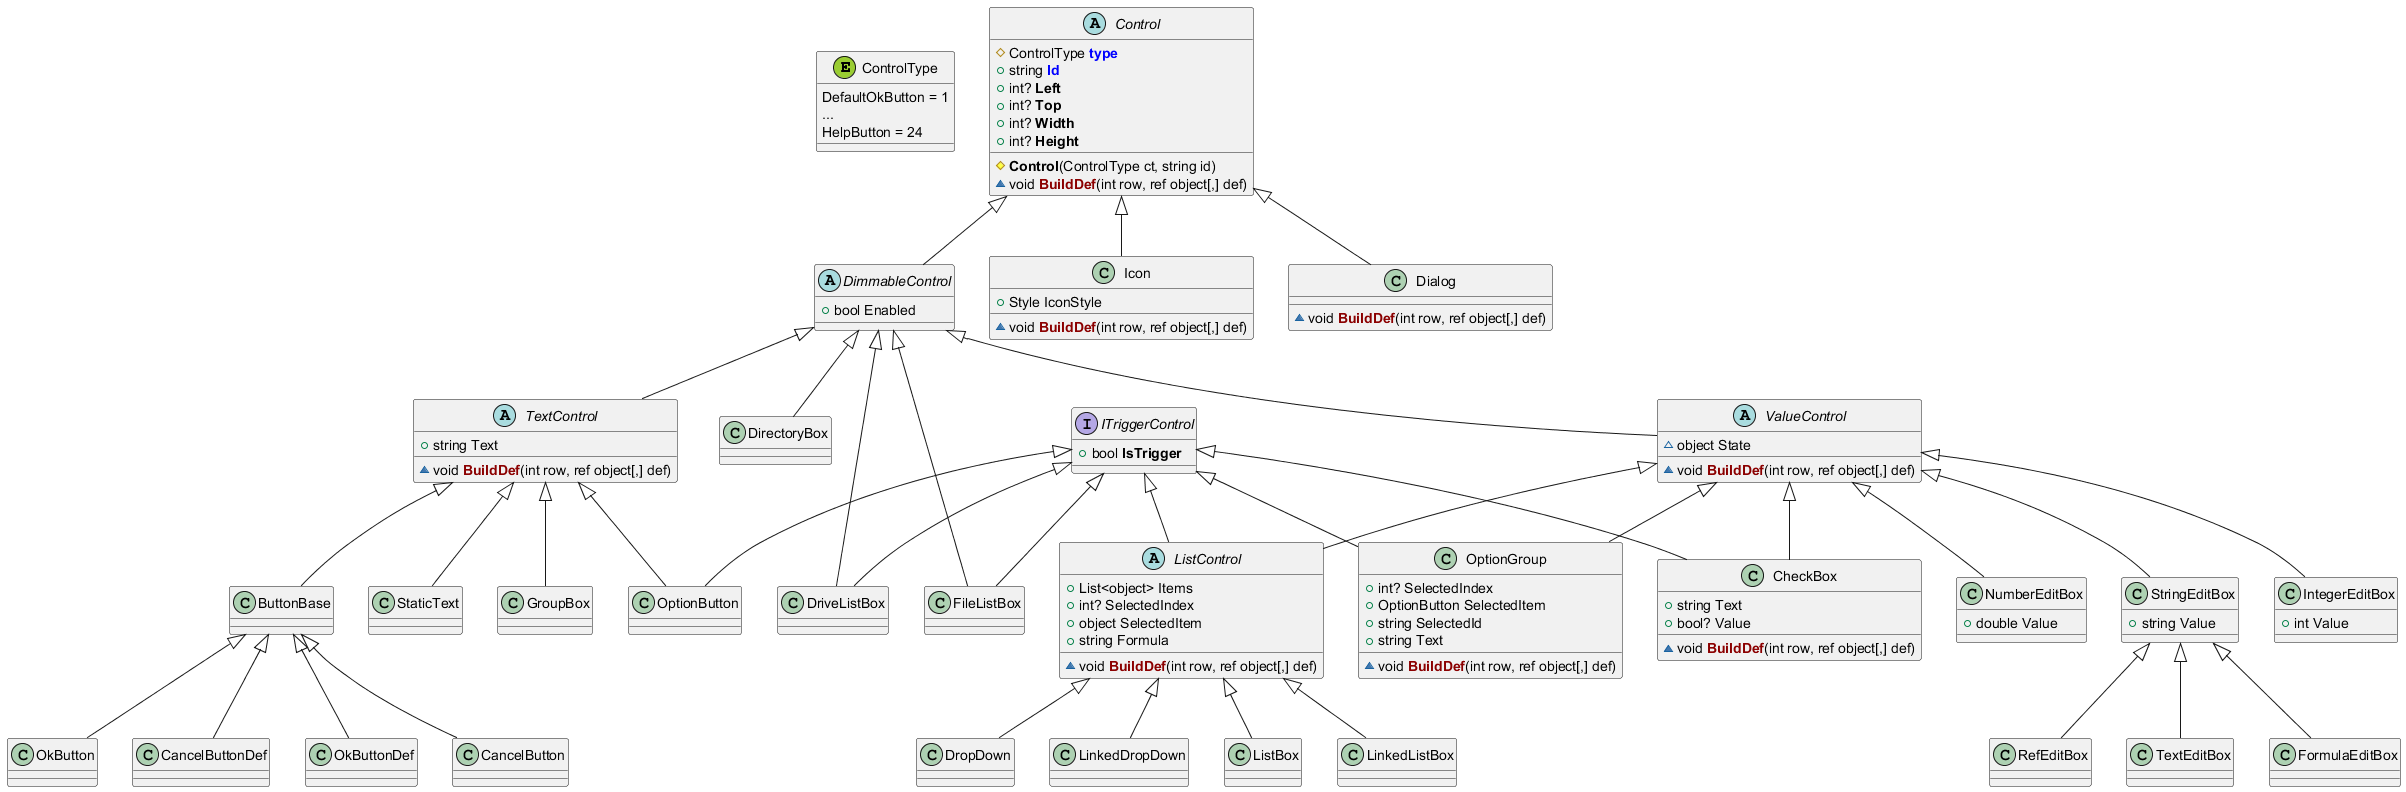 A Control
ControlType type
string Id
int? Left
int? Top
int? Width
int? Height
Control(ControlType ct, string id)
void BuildDef(int row, ref object[,] def)
E ControlType
DefaultOkButton = 1
...
HelpButton = 24
A DimmableControl
bool Enabled
C Icon
Style IconStyle
void BuildDef(int row, ref object[,] def)
C Dialog
void BuildDef(int row, ref object[,] def)
A TextControl
string Text
void BuildDef(int row, ref object[,] def)
C DirectoryBox
I ITriggerControl
bool IsTrigger
A ValueControl
object State
void BuildDef(int row, ref object[,] def)
C ButtonBase
C StaticText
C GroupBox
C OptionButton
C DriveListBox
C FileListBox
A ListControl
List<object> Items
int? SelectedIndex
object SelectedItem
string Formula
void BuildDef(int row, ref object[,] def)
C OptionGroup
int? SelectedIndex
OptionButton SelectedItem
string SelectedId
string Text
void BuildDef(int row, ref object[,] def)
C CheckBox
string Text
bool? Value
void BuildDef(int row, ref object[,] def)
C NumberEditBox
double Value
C StringEditBox
string Value
C IntegerEditBox
int Value
C OkButton
C CancelButtonDef
C OkButtonDef
C CancelButton
C DropDown
C LinkedDropDown
C ListBox
C LinkedListBox
C RefEditBox
C TextEditBox
C FormulaEditBox